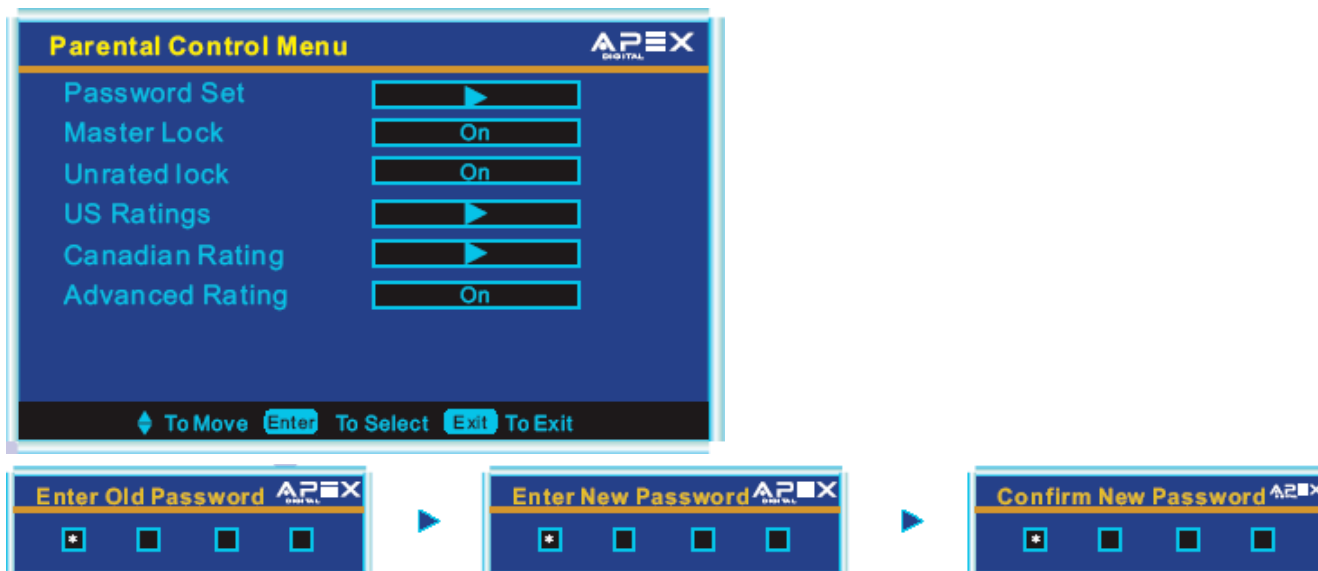 Parental Control Menu APEX
DIGITAL
Password Set
Master Lock On
Unrated lock On
US Ratings
Canadian Rating
Advanced Rating On
To Move Enter To Select Exit To Exit
Enter Old Password APEX
DIGITAL
* 
Enter New Password APEX
DIGITAL
*
Confirm New Password APEX
*